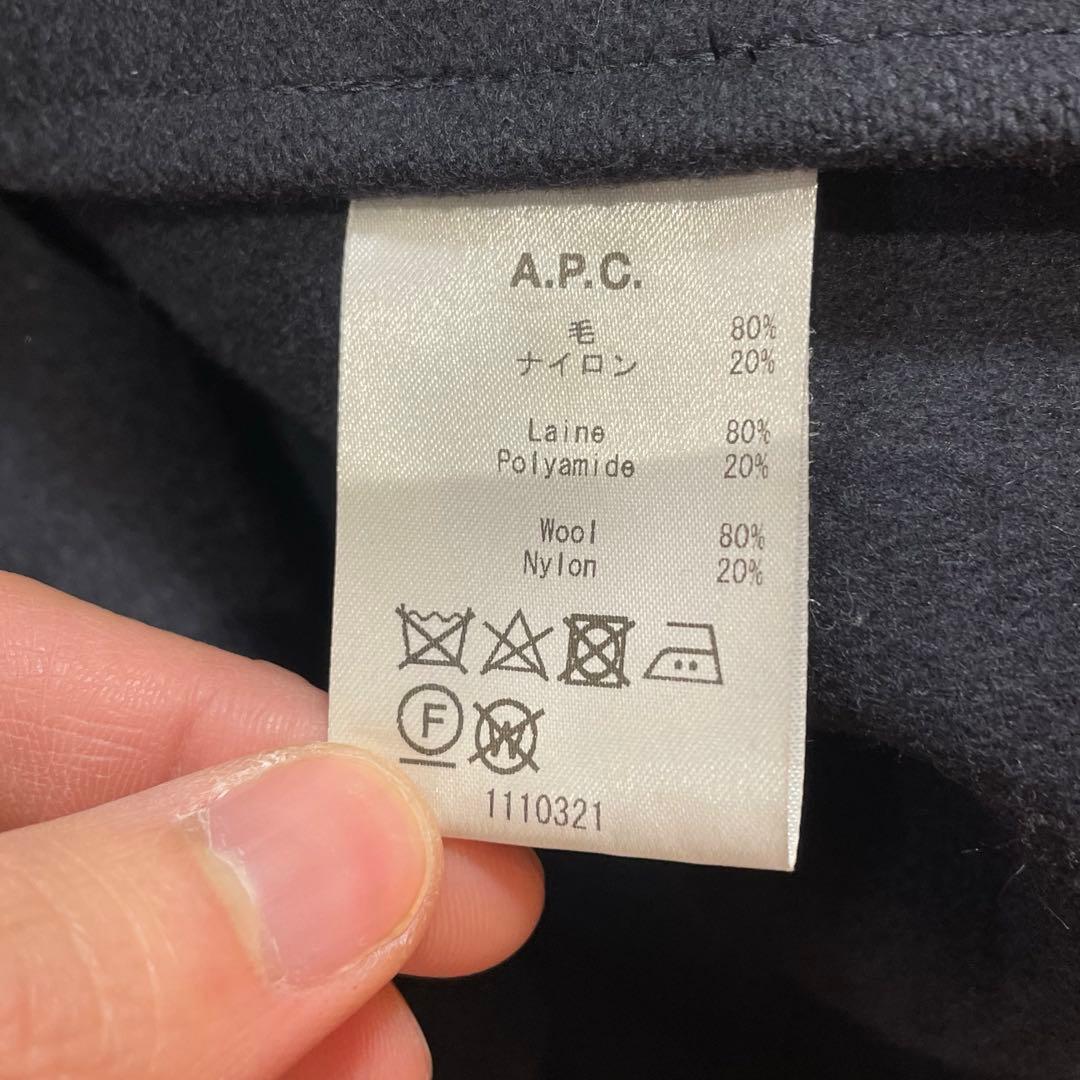 A.P.C.
毛 80%
ナイロン 20%
Laine 80%
Polyamide 20%
Wool 80%
Nylon 20%
F W
1110321